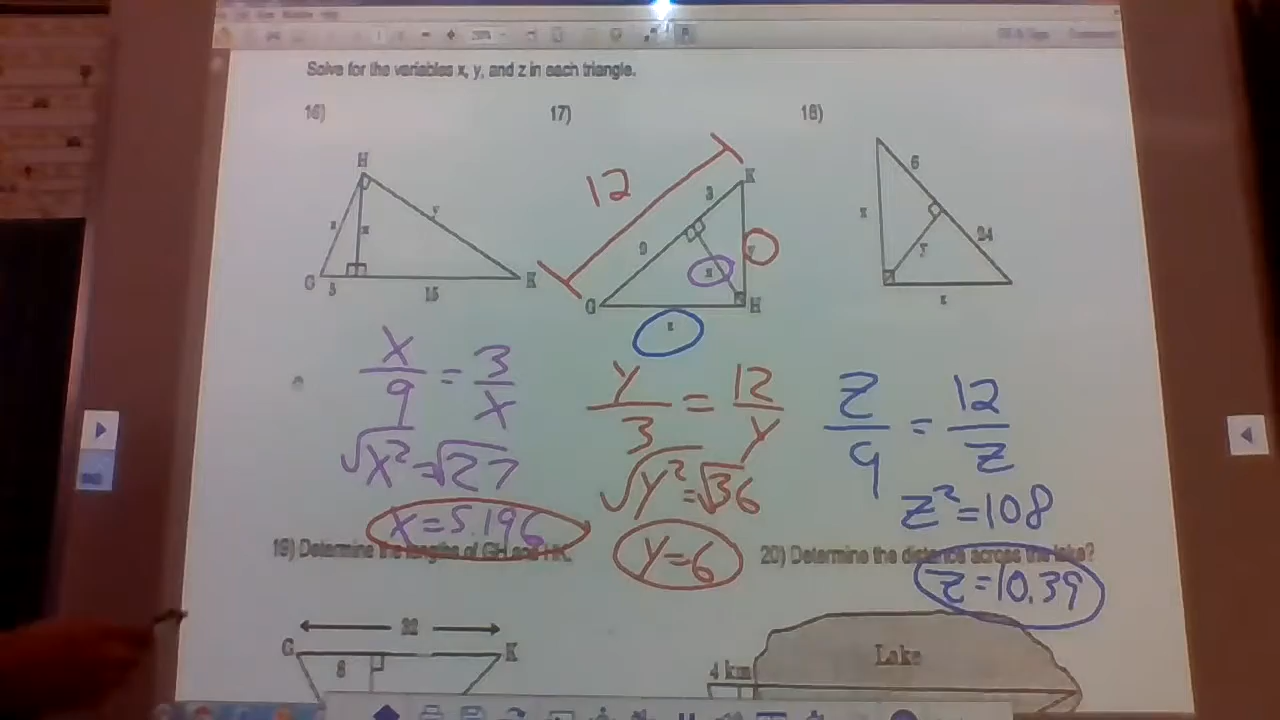 Solve for the variables x, y, and z in each triangle.
16)
17)
18)
H
y
x
G
5
15
K
12
K
3
9
y
x
G
H
6
x
24
y
x/9 = 3/x
√x² = √27
x = 5.196
y/3 = 12/y
√y² = √36
y = 6
z/9 = 12/z
z² = 108
z = 10.39
19) Determine the lengths of GH and HK.
20) Determine the distance across the lake?
G
22
K
8
4 km
Lake